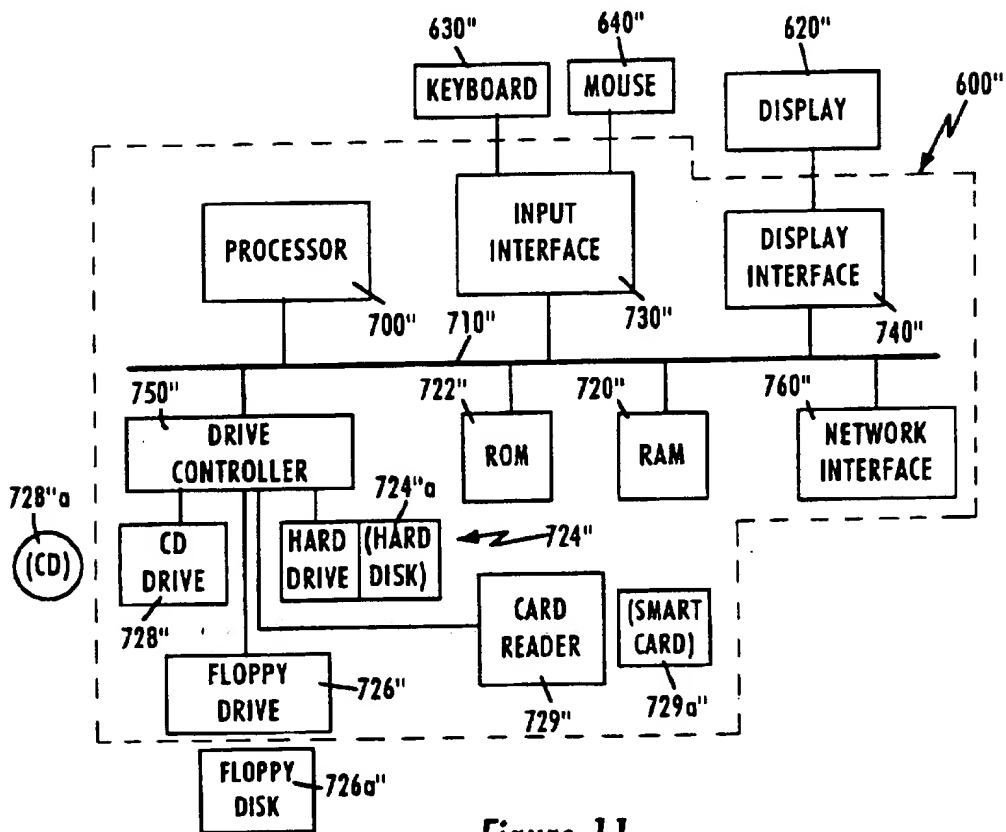 630"
640"
620"
600"
KEYBOARD
MOUSE
DISPLAY
PROCESSOR
INPUT
INTERFACE
DISPLAY
INTERFACE
700"
710"
730"
740"
750"
722"
720"
760"
DRIVE
CONTROLLER
ROM
RAM
NETWORK
INTERFACE
728"a
724"a
(CD)
CD
DRIVE
HARD
DRIVE
(HARD
DISK)
724"
728"
CARD
READER
(SMART
CARD)
FLOPPY
DRIVE
726"
729"
729a"
FLOPPY
DISK
726a"
Figure 11